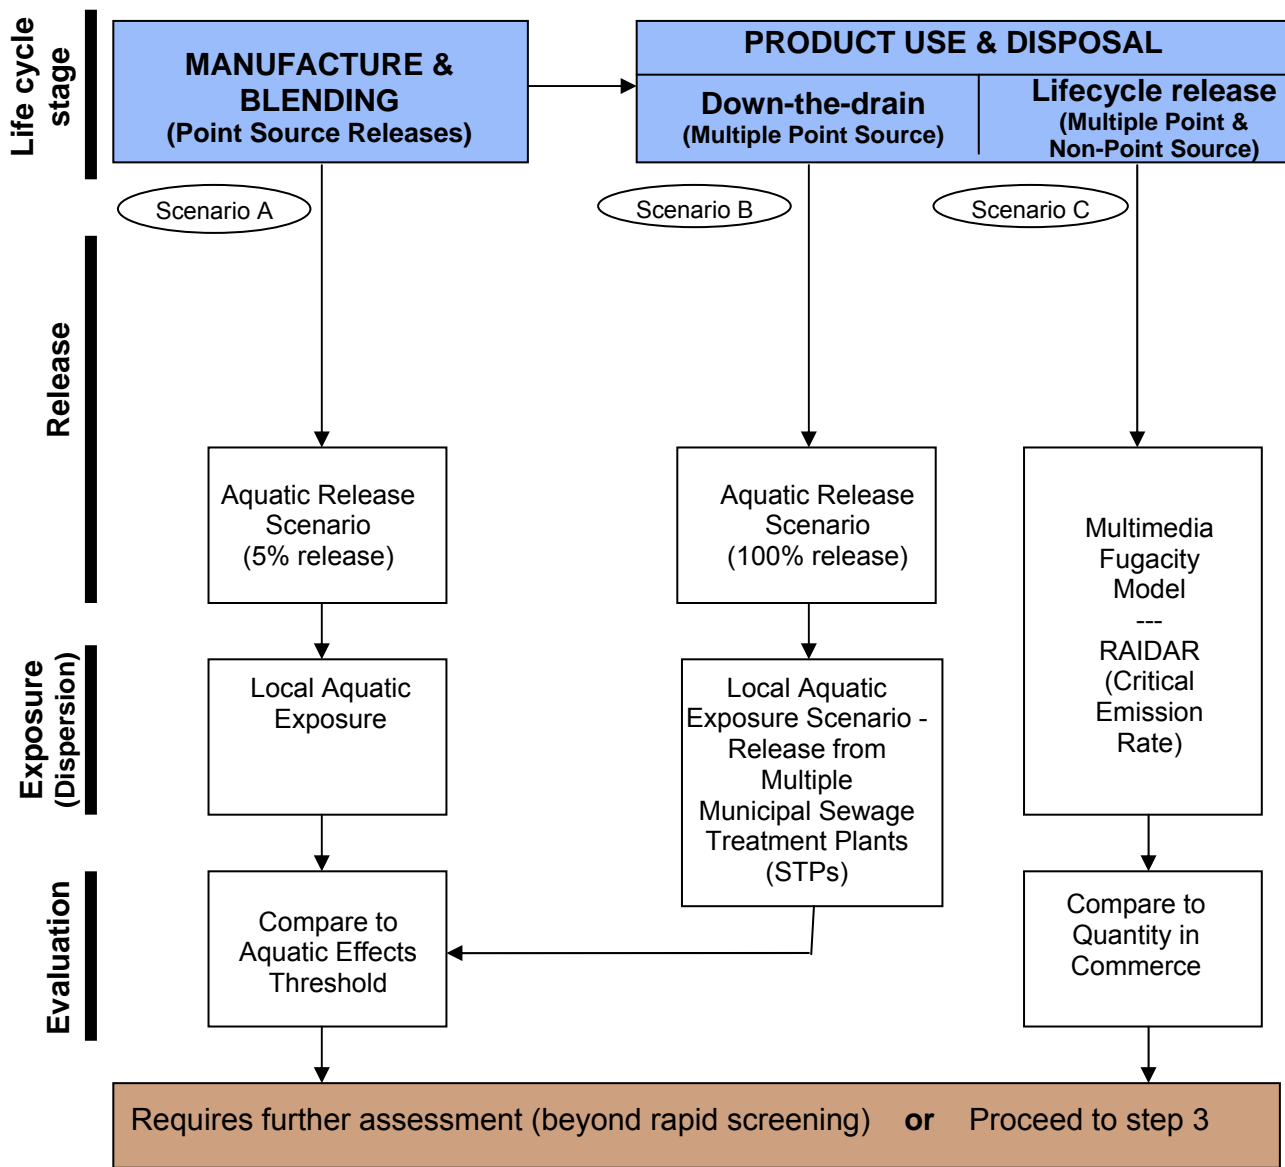 Life cycle
stage
MANUFACTURE &
BLENDING
(Point Source Releases)
PRODUCT USE & DISPOSAL
Down-the-drain
(Multiple Point Source)
Lifecycle release
(Multiple Point &
Non-Point Source)
Scenario A
Scenario B
Scenario C
Release
Aquatic Release
Scenario
(5% release)
Aquatic Release
Scenario
(100% release)
Multimedia
Fugacity
Model
---
RAIDAR
(Critical
Emission
Rate)
Exposure
(Dispersion)
Local Aquatic
Exposure
Local Aquatic
Exposure Scenario -
Release from
Multiple
Municipal Sewage
Treatment Plants
(STPs)
Evaluation
Compare to
Aquatic Effects
Threshold
Compare to
Quantity in
Commerce
Requires further assessment (beyond rapid screening) or Proceed to step 3